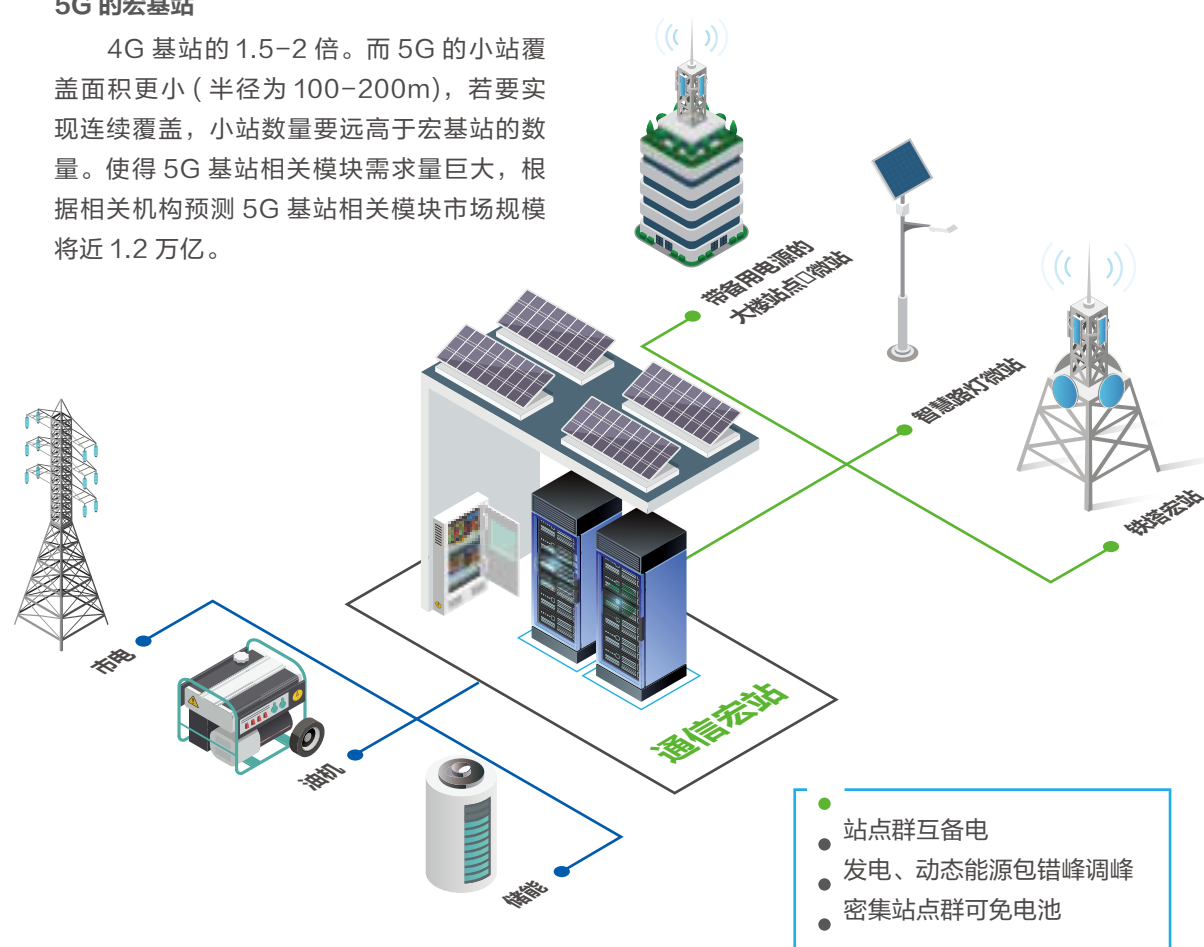 5G 的宏基站
4G 基站的 1.5-2 倍。而 5G 的小站覆
盖面积更小 ( 半径为 100-200m)，若要实
现连续覆盖，小站数量要远高于宏基站的数
量。使得 5G 基站相关模块需求量巨大，根
据相关机构预测 5G 基站相关模块市场规模
将近 1.2 万亿。
带备用电源的
大楼站点□微站
智慧路灯微站
铁塔宏站
市电
油机
储能
通信宏站
站点群互备电
发电、动态能源包错峰调峰
密集站点群可免电池